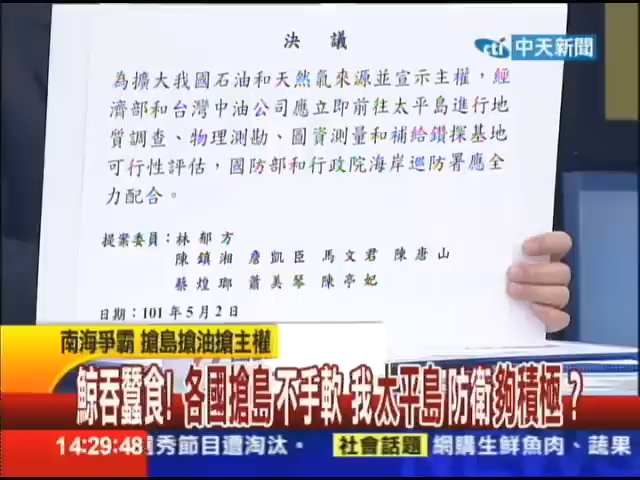 決議
cti 中天新聞
為擴大我國石油和天然氣來源並宣示主權，經
濟部和台灣中油公司應立即前往太平島進行地
質調查、物理測勘、圖資測量和補給鑽探基地
可行性評估，國防部和行政院海岸巡防署應全
力配合。
提案委員：林郁方
陳鎮湘 詹凱臣 馬文君 陳唐山
蔡煌瑯 蕭美琴 陳亭妃
日期：101年5月2日
南海爭霸 搶島搶油搶主權
鯨吞蠶食! 各國搶島不手軟 我太平島防衛夠積極?
14:29:48 秀節目遭淘汰. 社會話題 網購生鮮魚肉、蔬果